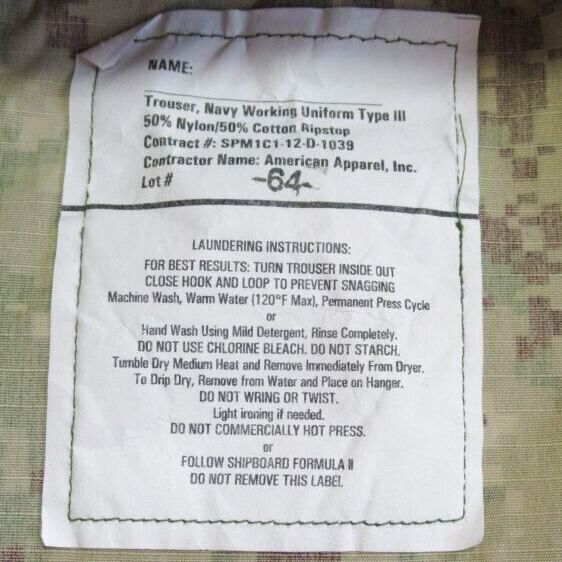 NAME:
Trouser, Navy Working Uniform Type III
50% Nylon/50% Cotton Ripstop
Contract #: SPM1C1-12-D-1039
Contractor Name: American Apparel, Inc.
Lot # -64-
LAUNDERING INSTRUCTIONS:
FOR BEST RESULTS: TURN TROUSER INSIDE OUT
CLOSE HOOK AND LOOP TO PREVENT SNAGGING
Machine Wash, Warm Water (120°F Max), Permanent Press Cycle
or
Hand Wash Using Mild Detergent, Rinse Completely.
DO NOT USE CHLORINE BLEACH. DO NOT STARCH.
Tumble Dry Medium Heat and Remove Immediately From Dryer.
To Drip Dry, Remove from Water and Place on Hanger.
DO NOT WRING OR TWIST.
Light ironing if needed.
DO NOT COMMERCIALLY HOT PRESS.
or
FOLLOW SHIPBOARD FORMULA II
DO NOT REMOVE THIS LABEL